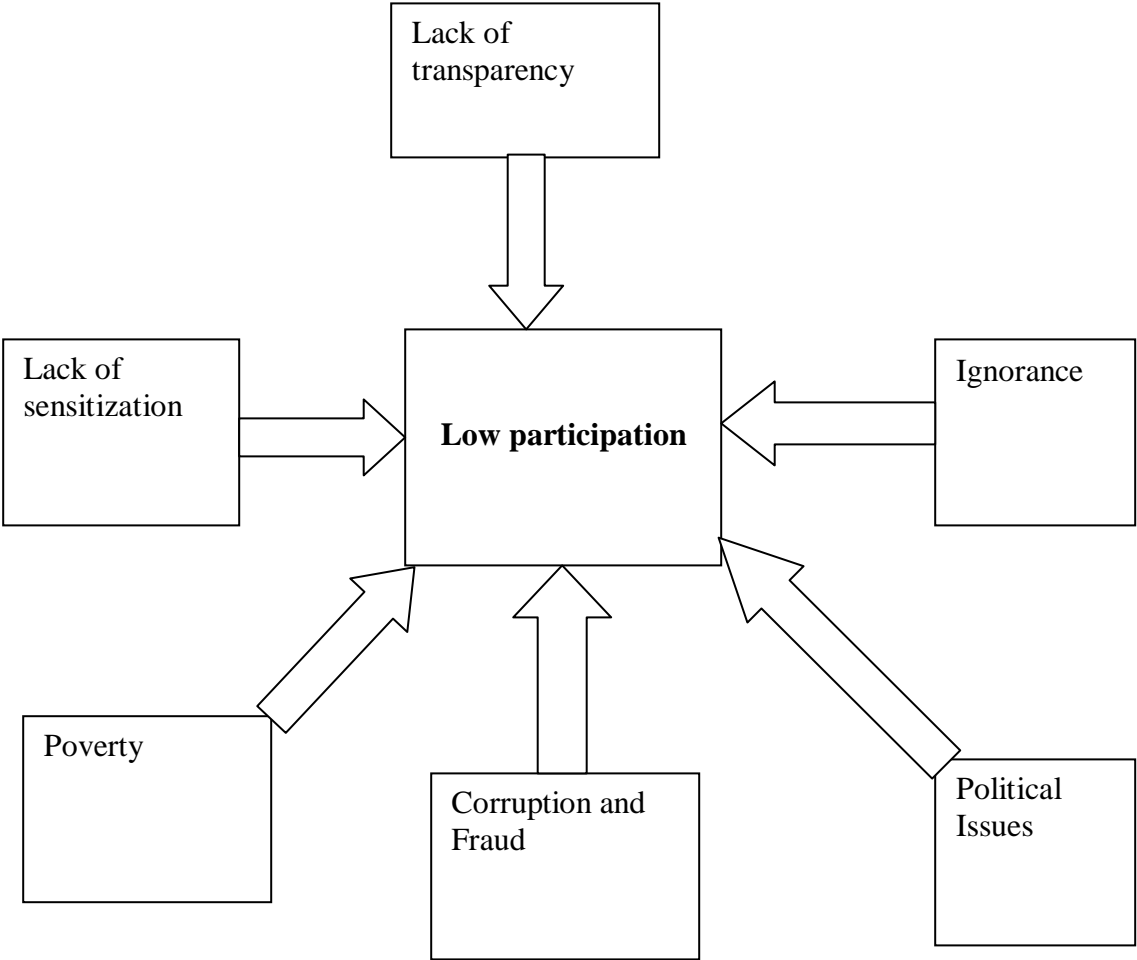 Lack of
transparency
Lack of
sensitization
Low participation
Ignorance
Poverty
Corruption and
Fraud
Political
Issues